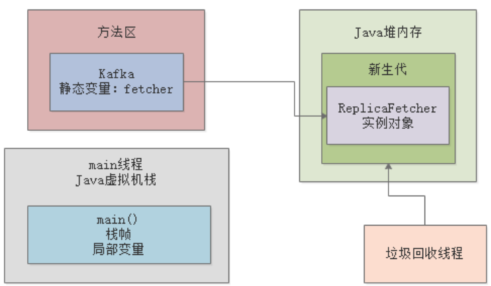 方法区
Kafka
静态变量：fetcher
Java堆内存
新生代
ReplicaFetcher
实例对象
main线程
Java虚拟机栈
main()
栈帧
局部变量
垃圾回收线程